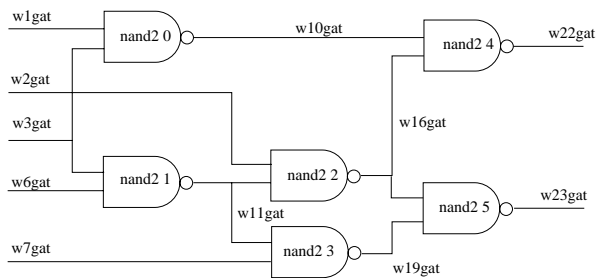 w1gat
nand2 0
w10gat
nand2 4
w22gat
w2gat
w3gat
w16gat
w6gat
nand2 1
nand2 2
w11gat
nand2 5
w23gat
w7gat
nand2 3
w19gat